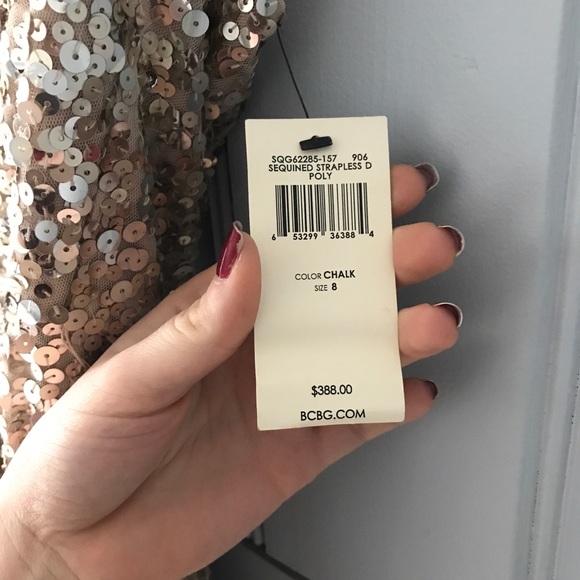 SQG62285-157 906
SEQUINED STRAPLESS D
POLY
6 53299 36388 4
COLOR CHALK
SIZE 8
$388.00
BCBG.COM